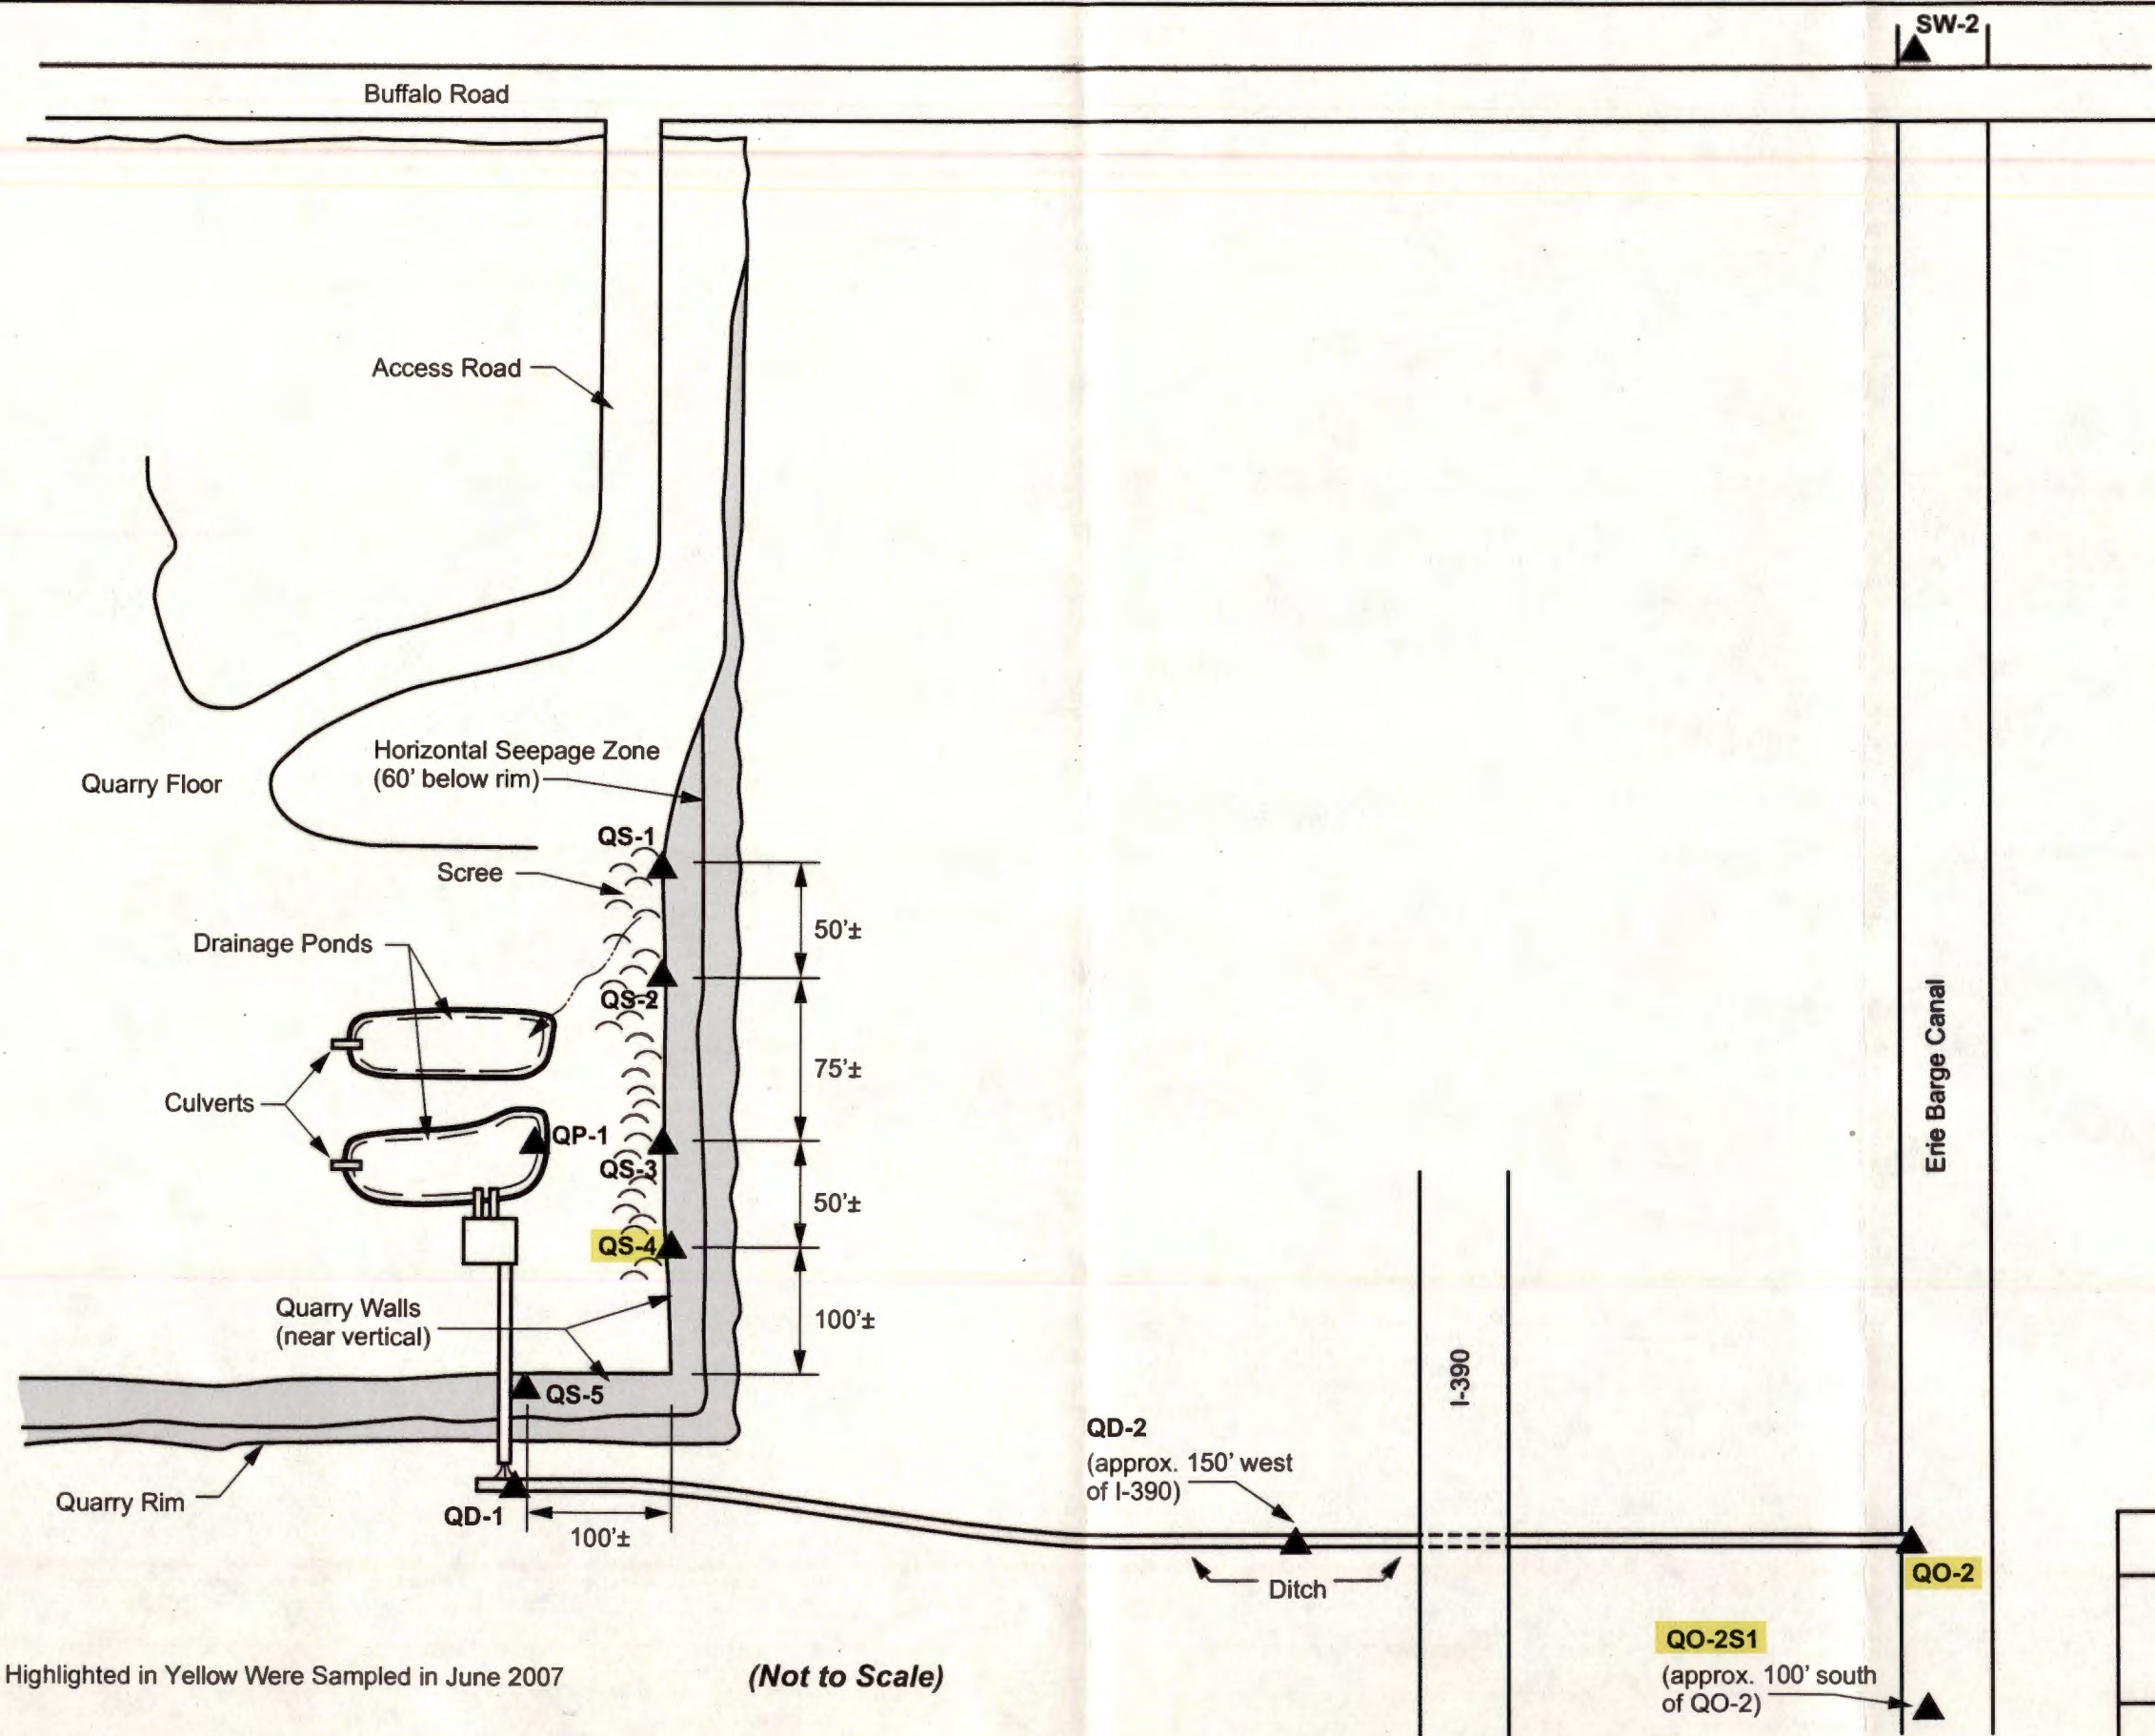 SW-2
Buffalo Road
Access Road
Horizontal Seepage Zone
(60' below rim)
Quarry Floor
QS-1
Scree
50'±
Drainage Ponds
QS-2
Erie Barge Canal
75'±
Culverts
QP-1
QS-3
50'±
QS-4
Quarry Walls
(near vertical)
100'±
I-390
QS-5
QD-2
(approx. 150' west
of I-390)
Quarry Rim
QD-1
100'±
Ditch
QO-2
QO-2S1
(approx. 100' south
of QO-2)
Highlighted in Yellow Were Sampled in June 2007
(Not to Scale)